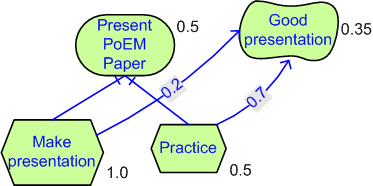 Present
PoEM
Paper
0.5
Good
presentation
0.35
0.2
0.7
Make
presentation
1.0
Practice
0.5